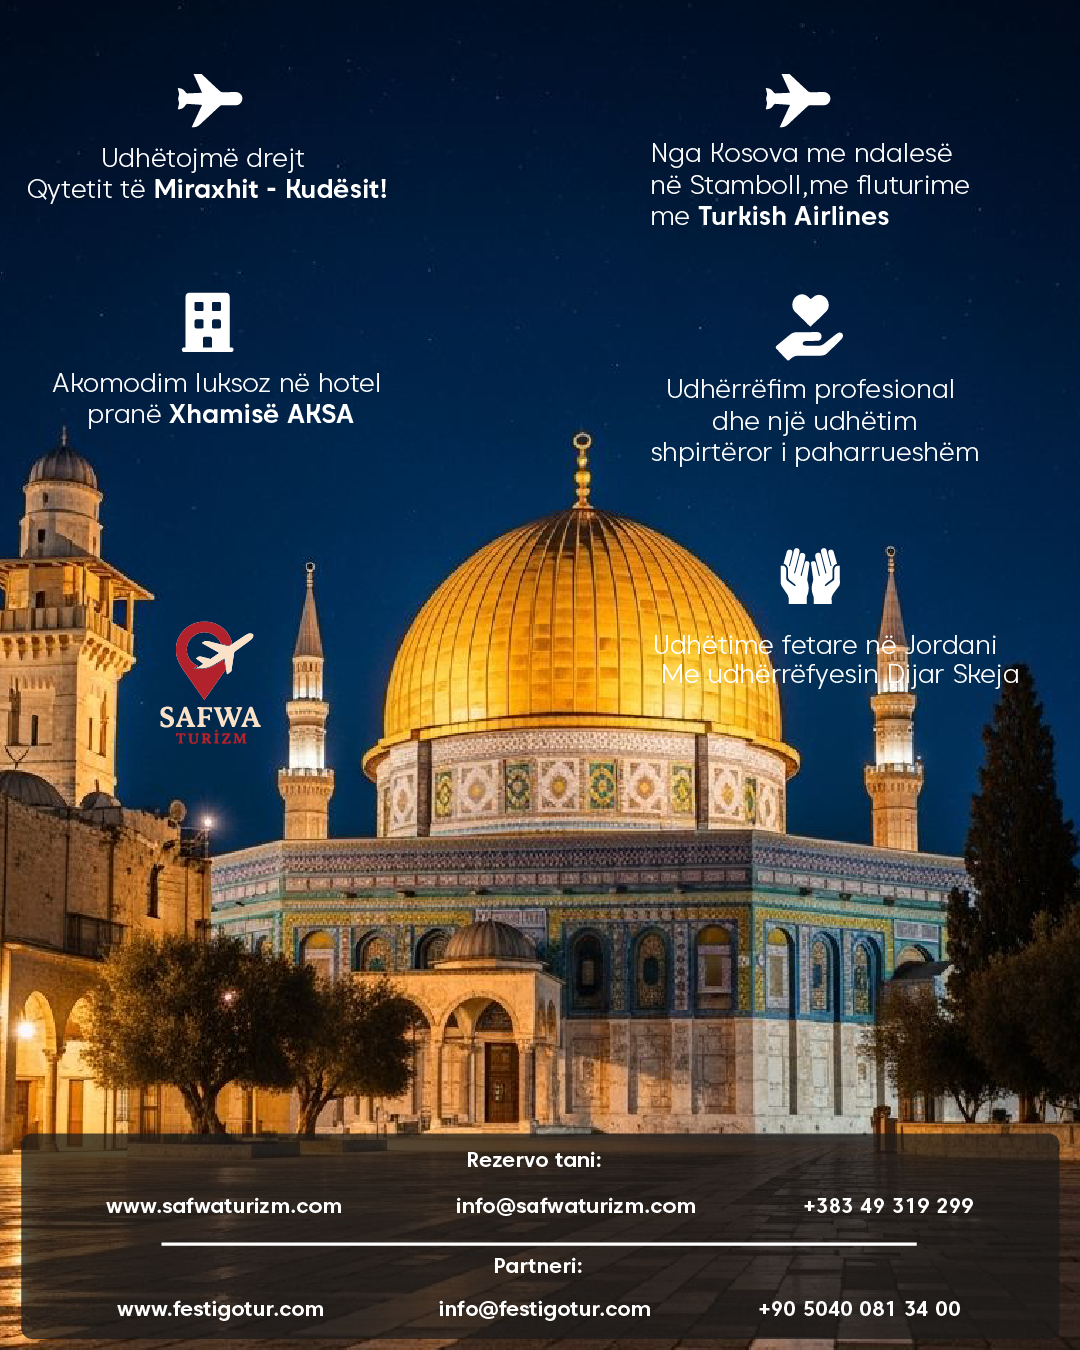 Udhëtojmë drejt
Qytetit të Miraxhit - Kudësit!
Nga Kosova me ndalesë
në Stamboll,me fluturime
me Turkish Airlines
Akomodim luksoz në hotel
pranë Xhamisë AKSA
Udhërrëfim profesional
dhe një udhëtim
shpirtëror i paharrueshëm
Udhëtime fetare në Jordani
Me udhërrëfyesin Dijar Skeja
SAFWA
TURİZM
Rezervo tani:
www.safwaturizm.com info@safwaturizm.com +383 49 319 299
Partneri:
www.festigotur.com info@festigotur.com +90 5040 081 34 00